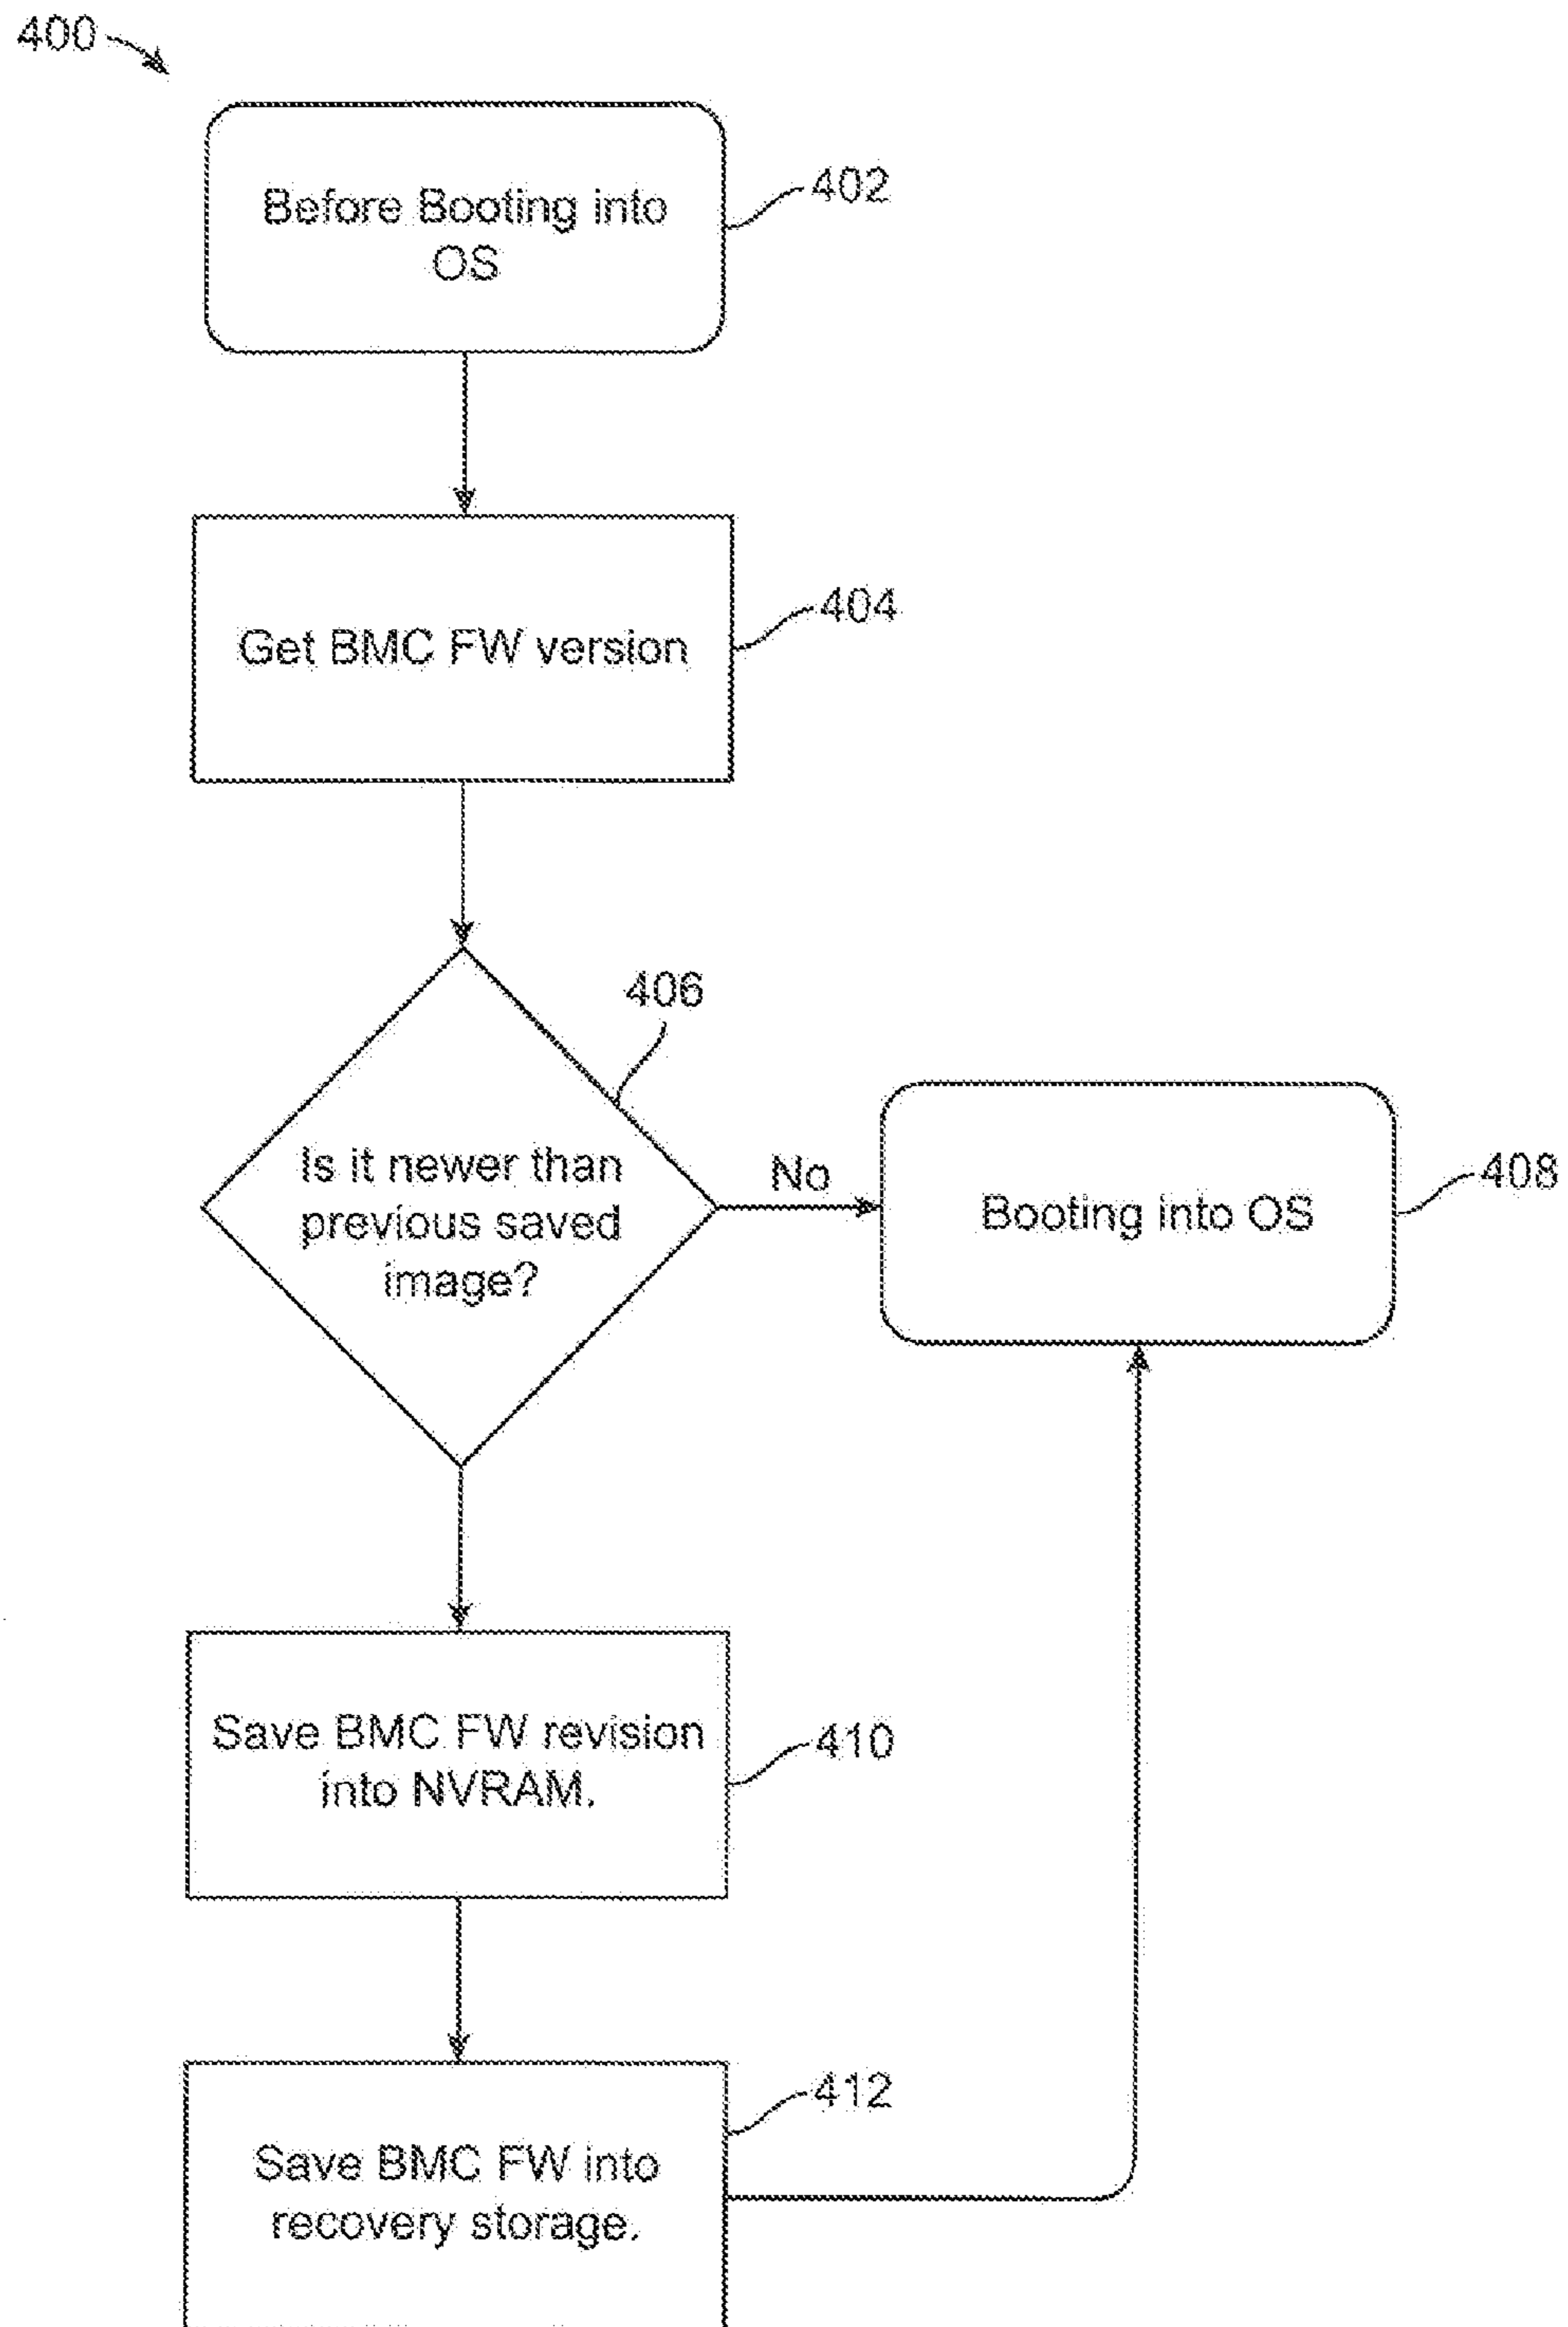 400
Before Booting into
OS
402
Get BMC FW version
404
406
Is it newer than
previous saved
image?
No
Booting into OS
408
Save BMC FW revision
into NVRAM.
410
412
Save BMC FW into
recovery storage.